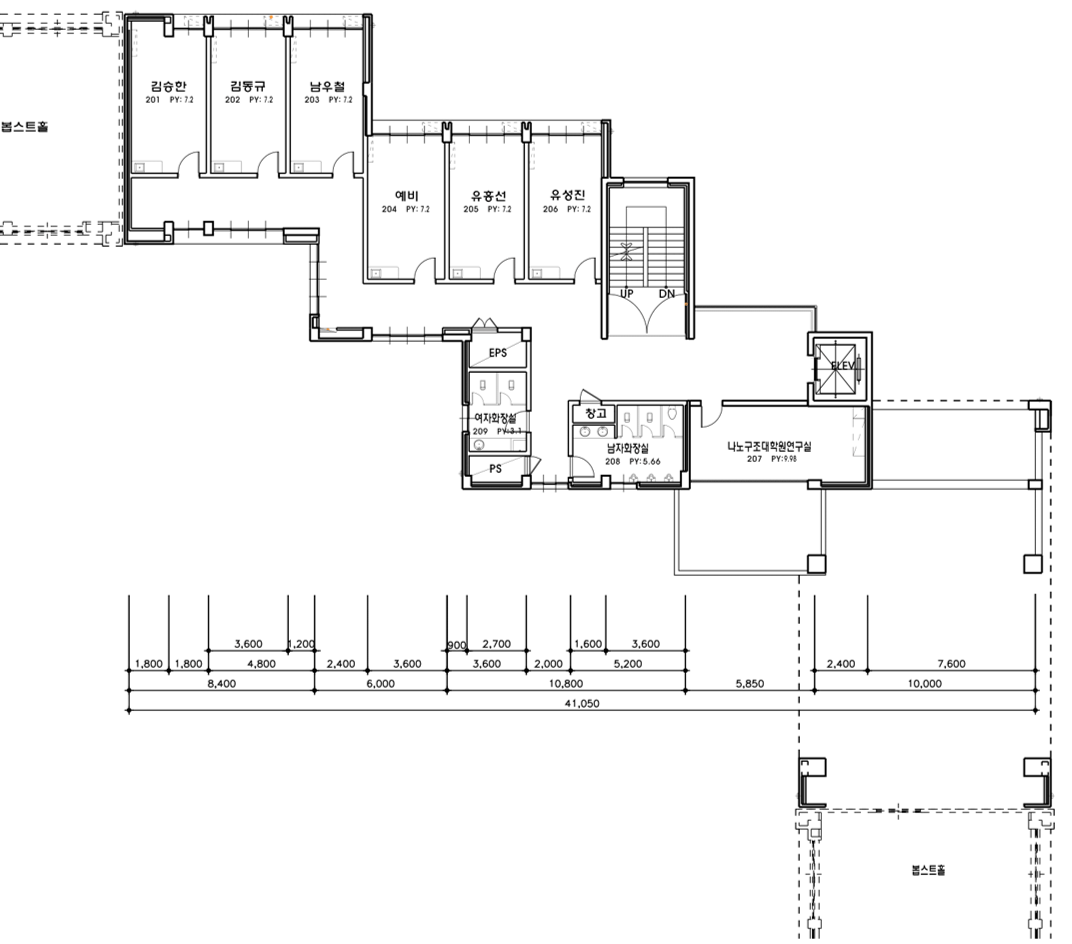 김승한
201 PY: 7.2
김동규
202 PY: 7.2
남우철
203 PY: 7.2
봅스트홀
예비
204 PY: 7.2
유홍선
205 PY: 7.2
유성진
206 PY: 7.2
UP DN
EPS
ELEV
여자화장실
209 PY:3.1
창고
남자화장실
208 PY:5.66
나노구조대학원연구실
207 PY:9.98
PS
3,600 1,200 900 2,700 1,600 3,600
1,800 1,800 4,800 2,400 3,600 3,600 2,000 5,200 2,400 7,600
8,400 6,000 10,800 5,850 10,000
41,050
봅스트홀